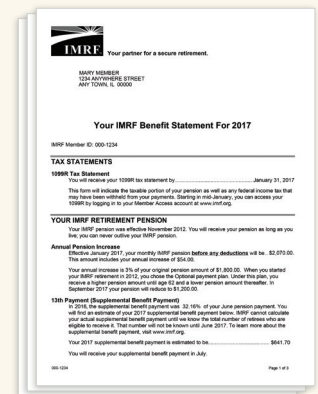 IMRF
Your partner for a secure retirement.
MARY MEMBER
1234 ANYWHERE STREET
ANY TOWN, IL 00000
Your IMRF Benefit Statement For 2017
IMRF Member ID: 000-1234
TAX STATEMENTS
1099R Tax Statement
You will receive your 1099R tax statement by....................................January 31, 2017
This form will indicate the taxable portion of your pension as well as any federal income tax that
may have been withheld from your payments. Starting in mid-January, you can access your
1099R by logging in to your Member Access account at www.imrf.org.
YOUR IMRF RETIREMENT PENSION
Your IMRF pension was effective November 2012. You will receive your pension as long as you
live; you can never outlive your IMRF pension.
Annual Pension Increase
Effective January 2017, your monthly IMRF pension before any deductions will be.. $2,070.00
This amount includes your annual increase of $54.00.
Your annual increase is 3% of your original pension amount of $1,800.00. When you started
your IMRF retirement in 2012, you chose the Optional pension plan. Under this plan, you
receive a higher pension amount until age 62 and a lower pension amount thereafter. In
September 2017 your pension will reduce to $1,200.00.
13th Payment (Supplemental Benefit Payment)
In 2016, the supplemental benefit payment was 32.16% of your June pension payment. You
will find an estimate of your 2017 supplemental benefit payment below. IMRF cannot calculate
your actual supplemental benefit payment until we know the total number of retirees who are
eligible to receive it. That number will not be known until June 2017. To learn more about the
supplemental benefit payment, visit www.imrf.org.
Your 2017 supplemental benefit payment is estimated to be.................... $641.70
You will receive your supplemental benefit payment in July.
000-1234
Page 1 of 3